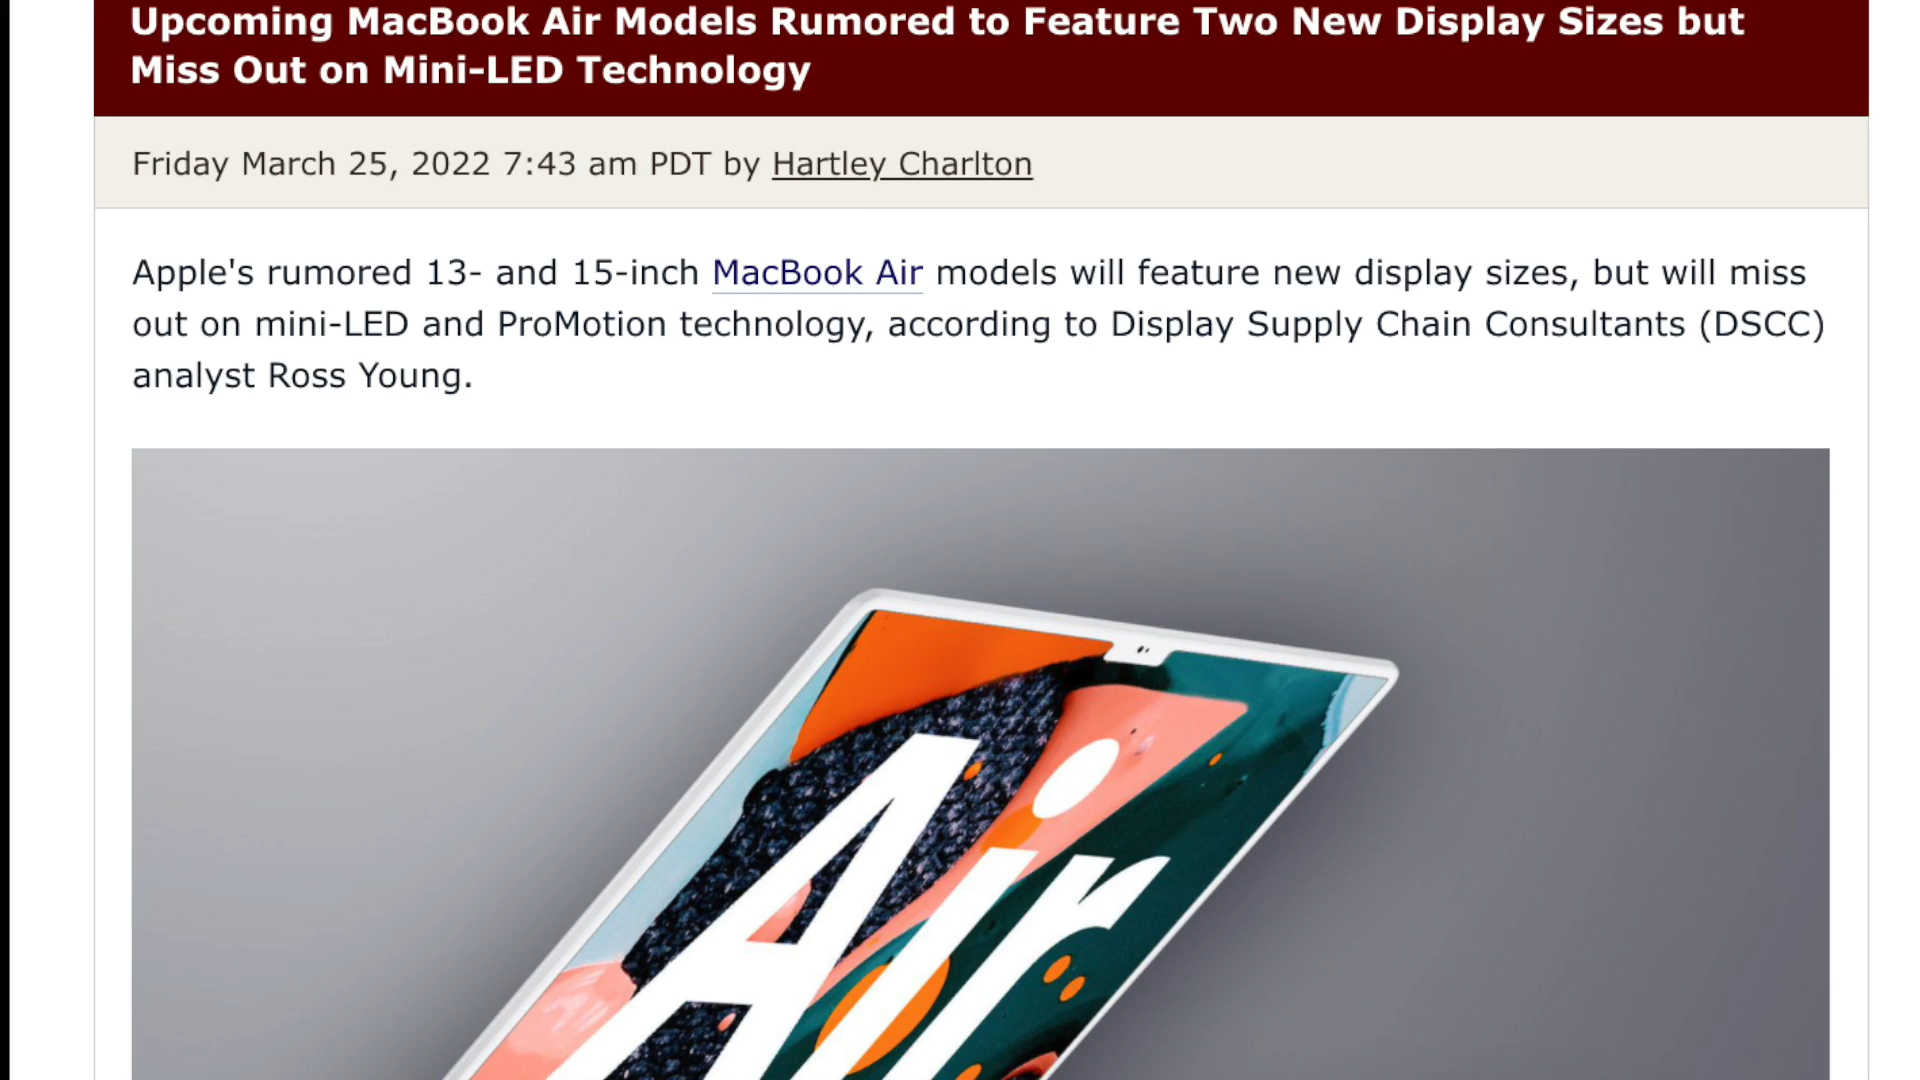 Upcoming MacBook Air Models Rumored to Feature Two New Display Sizes but
Miss Out on Mini-LED Technology
Friday March 25, 2022 7:43 am PDT by Hartley Charlton
Apple's rumored 13- and 15-inch MacBook Air models will feature new display sizes, but will miss
out on mini-LED and ProMotion technology, according to Display Supply Chain Consultants (DSCC)
analyst Ross Young.
Air